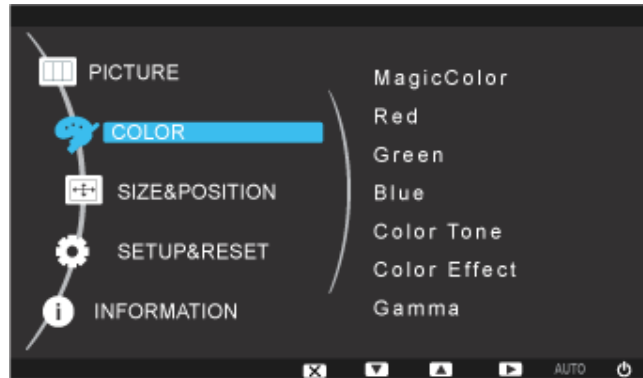 PICTURE
COLOR
SIZE&POSITION
SETUP&RESET
INFORMATION
MagicColor
Red
Green
Blue
Color Tone
Color Effect
Gamma
AUTO